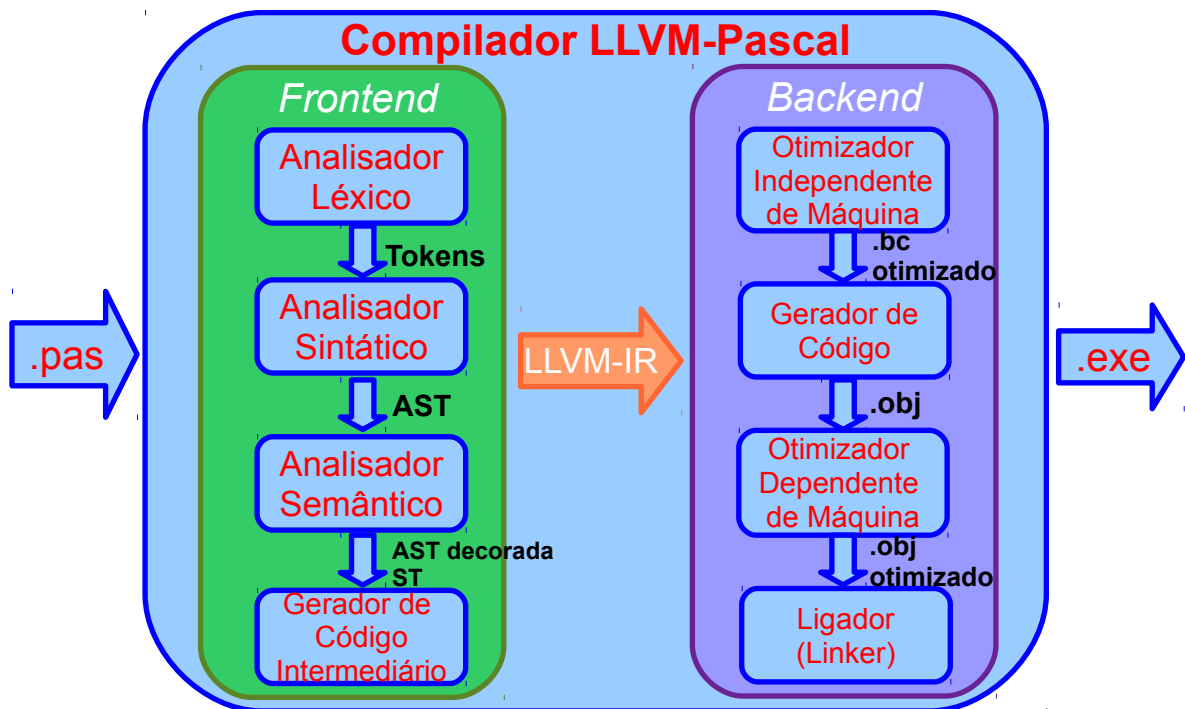 Compilador LLVM-Pascal
.pas
Frontend
Analisador
Léxico
Tokens
Analisador
Sintático
AST
Analisador
Semântico
AST decorada
ST
Gerador de
Código
Intermediário
LLVM-IR
Backend
Otimizador
Independente
de Máquina
.bc
otimizado
Gerador de
Código
.obj
Otimizador
Dependente
de Máquina
.obj
otimizado
Ligador
(Linker)
.exe